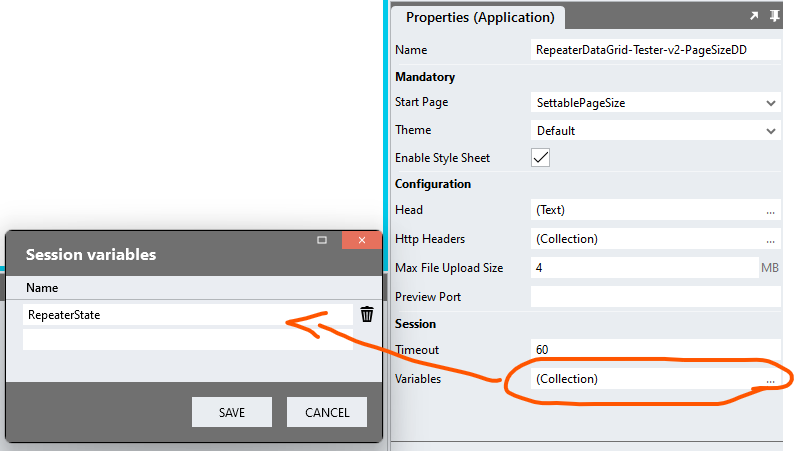 Properties (Application)
Name RepeaterDataGrid-Tester-v2-PageSizeDD
Mandatory
Start Page SettablePageSize
Theme Default
Enable Style Sheet
Configuration
Head (Text) ...
Http Headers (Collection) ...
Max File Upload Size 4 MB
Preview Port
Session
Timeout 60
Variables (Collection) ...
Session variables
Name
RepeaterState
SAVE CANCEL